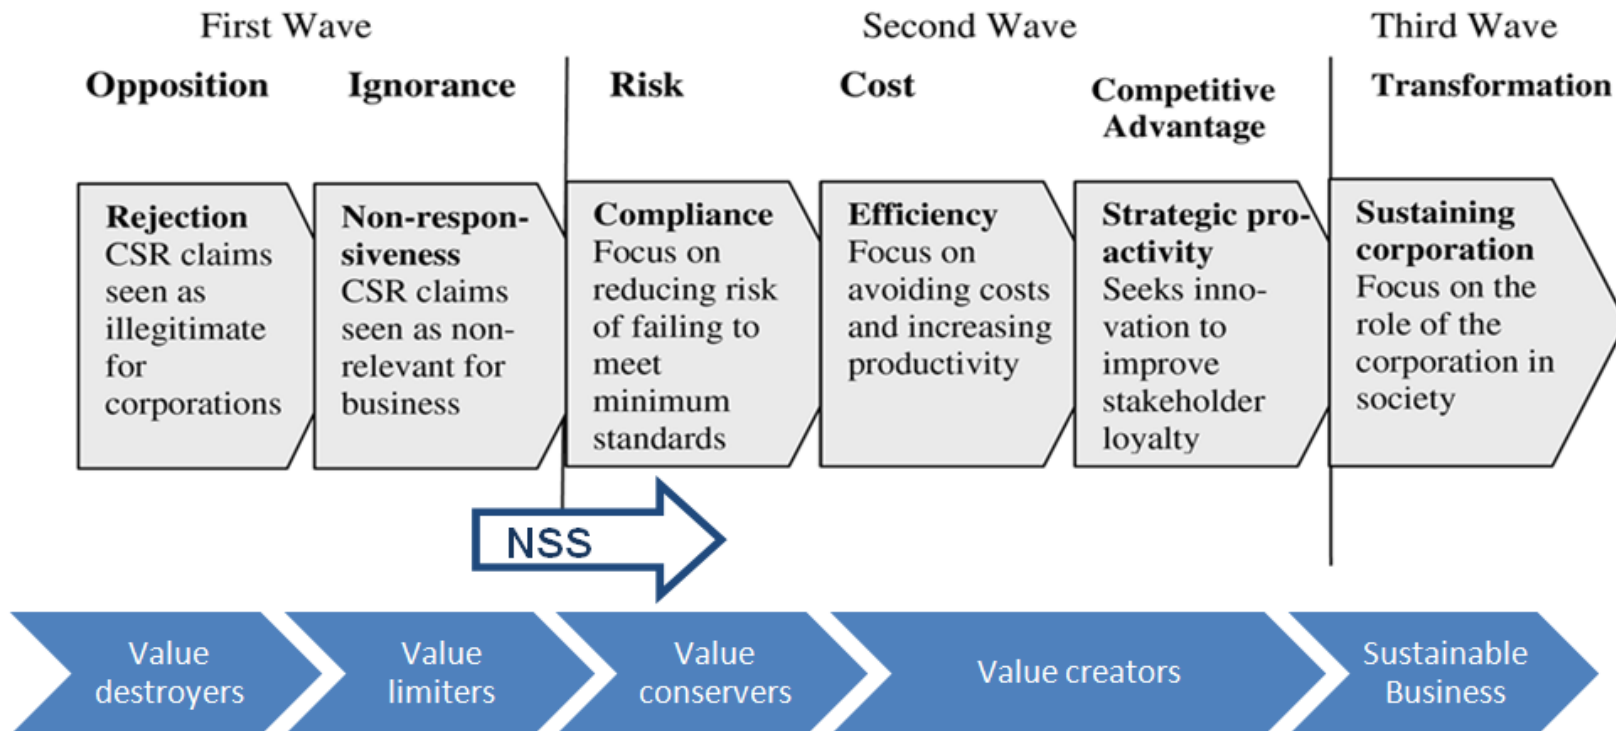 First Wave
Second Wave
Third Wave
Opposition
Ignorance
Risk
Cost
Competitive
Advantage
Transformation
Rejection
CSR claims
seen as
illegitimate
for
corporations
Non-respon-
siveness
CSR claims
seen as non-
relevant for
business
Compliance
Focus on
reducing risk
of failing to
meet
minimum
standards
Efficiency
Focus on
avoiding costs
and increasing
productivity
Strategic pro-
activity
Seeks inno-
vation to
improve
stakeholder
loyalty
Sustaining
corporation
Focus on the
role of the
corporation in
society
NSS
Value
destroyers
Value
limiters
Value
conservers
Value creators
Sustainable
Business